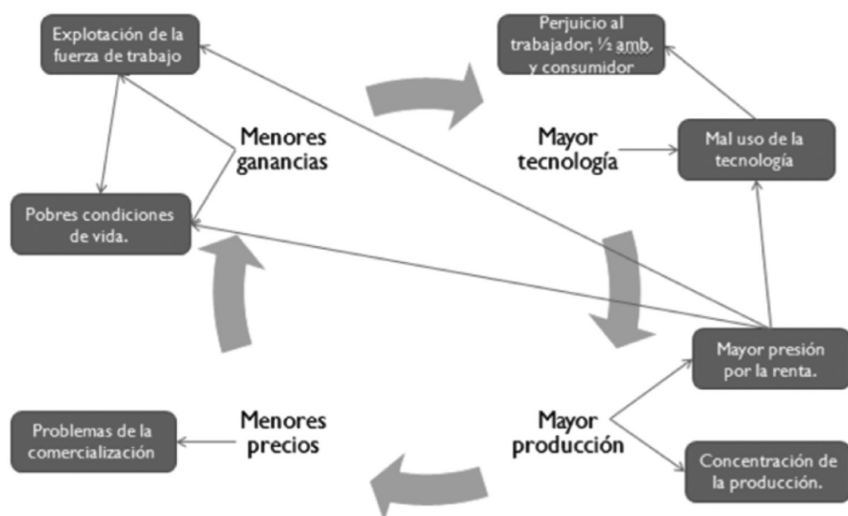 Explotación de la
fuerza de trabajo
Perjuicio al
trabajador, ½ amb.
y consumidor
Menores
ganancias
Mayor
tecnología
Mal uso de la
tecnología
Pobres condiciones
de vida.
Mayor presión
por la renta.
Problemas de la
comercialización
Menores
precios
Mayor
producción
Concentración de
la producción.